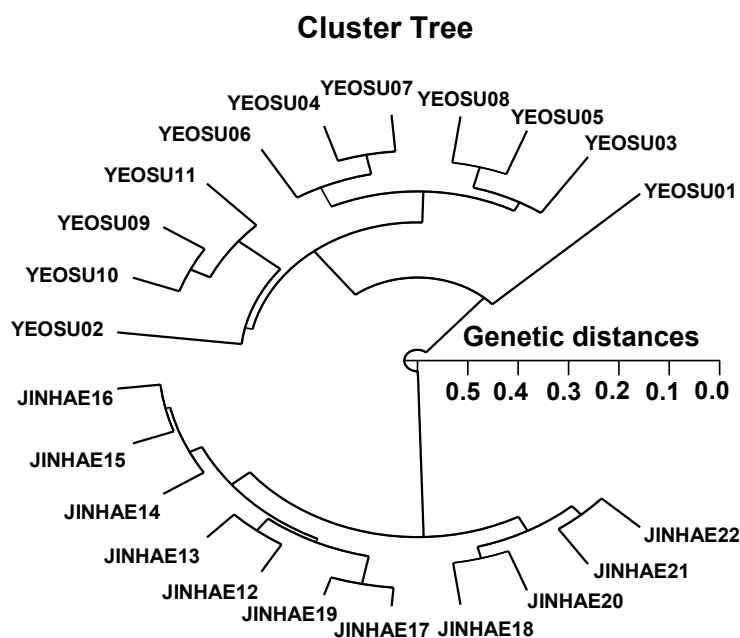 Cluster Tree
YEOSU07
YEOSU04
YEOSU08
YEOSU05
YEOSU06
YEOSU03
YEOSU11
YEOSU01
YEOSU09
YEOSU10
YEOSU02
Genetic distances
0.5 0.4 0.3 0.2 0.1 0.0
JINHAE16
JINHAE15
JINHAE14
JINHAE13
JINHAE12
JINHAE19
JINHAE17
JINHAE18
JINHAE20
JINHAE21
JINHAE22